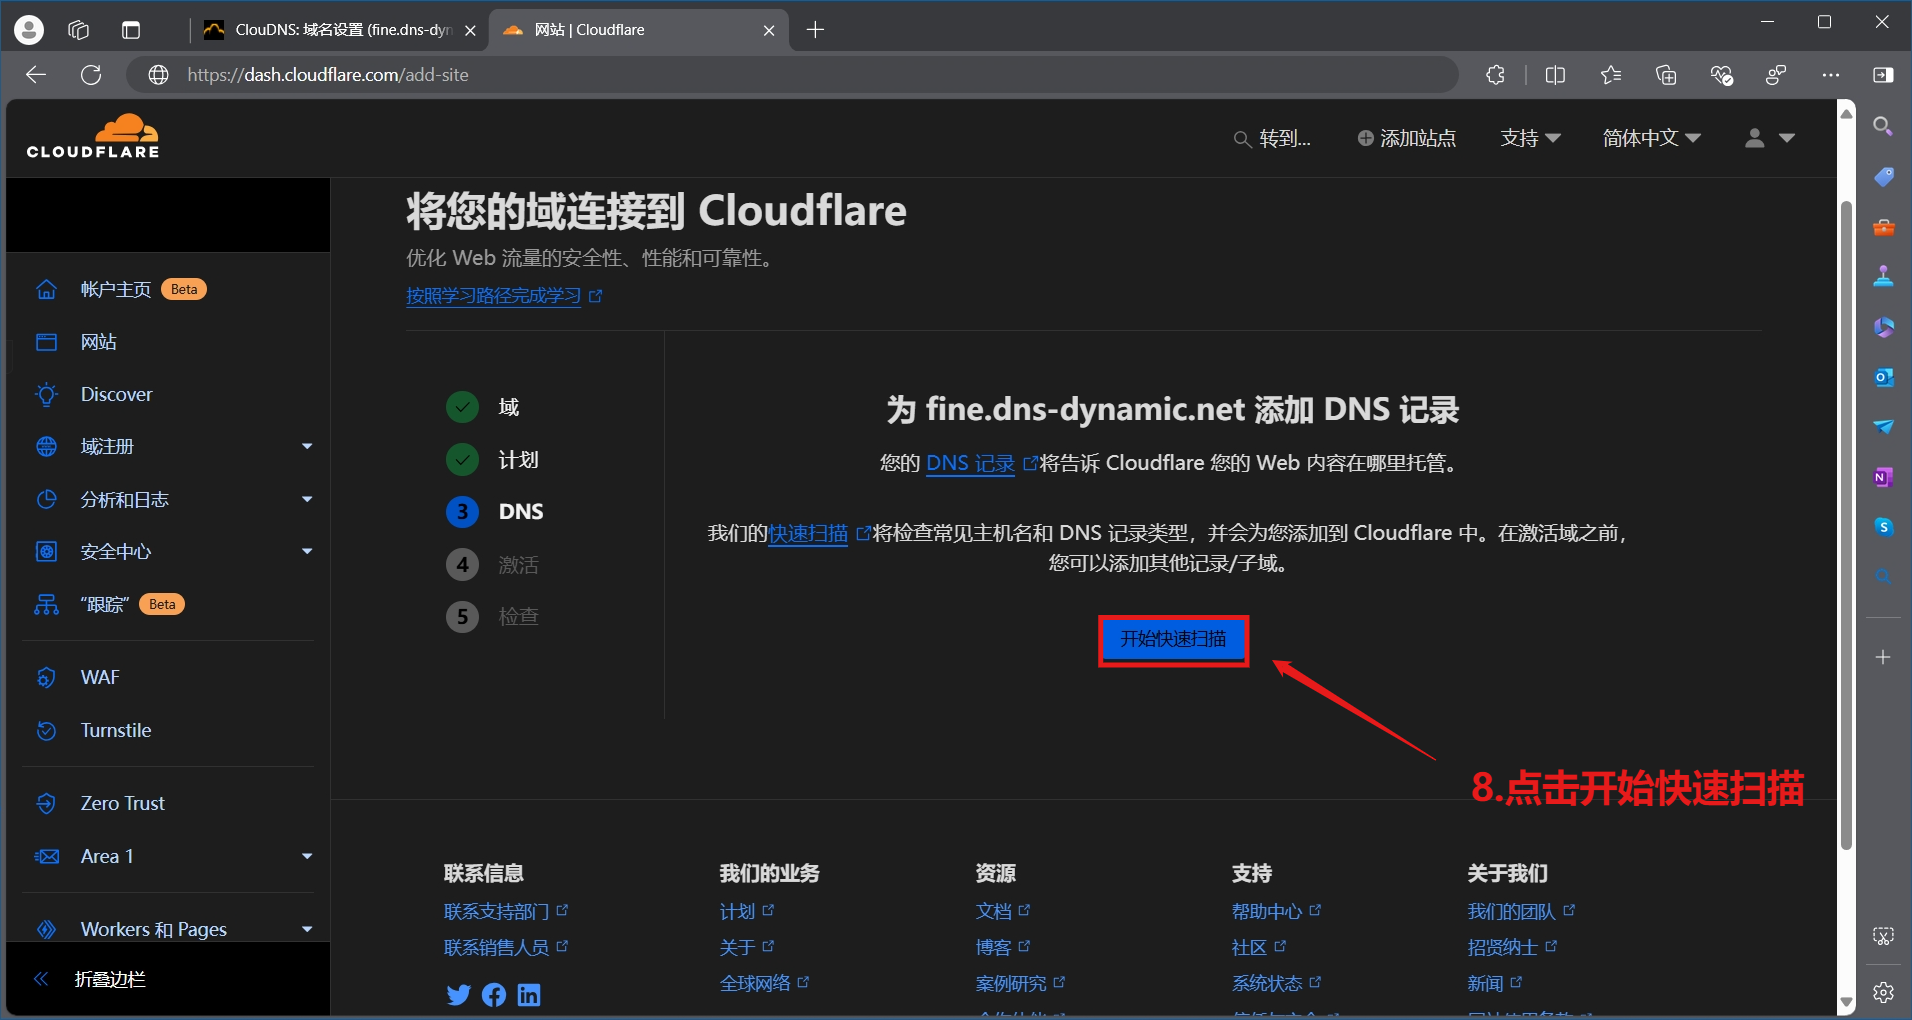 ClouDNS: 域名设置 (fine.dns-dyn
网站 | Cloudflare
https://dash.cloudflare.com/add-site
CLOUDFLARE
转到...
添加站点
支持
简体中文
帐户主页 Beta
网站
Discover
域注册
分析和日志
安全中心
“跟踪” Beta
WAF
Turnstile
Zero Trust
Area 1
Workers 和 Pages
折叠边栏
将您的域连接到 Cloudflare
优化 Web 流量的安全性、性能和可靠性。
按照学习路径完成学习
域
计划
3 DNS
4 激活
5 检查
为 fine.dns-dynamic.net 添加 DNS 记录
您的 DNS 记录 将告诉 Cloudflare 您的 Web 内容在哪里托管。
我们的快速扫描 将检查常见主机名和 DNS 记录类型，并会为您添加到 Cloudflare 中。在激活域之前，
您可以添加其他记录/子域。
开始快速扫描
8.点击开始快速扫描
联系信息
联系支持部门
联系销售人员
我们的业务
计划
关于
全球网络
资源
文档
博客
案例研究
支持
帮助中心
社区
系统状态
关于我们
我们的团队
招贤纳士
新闻